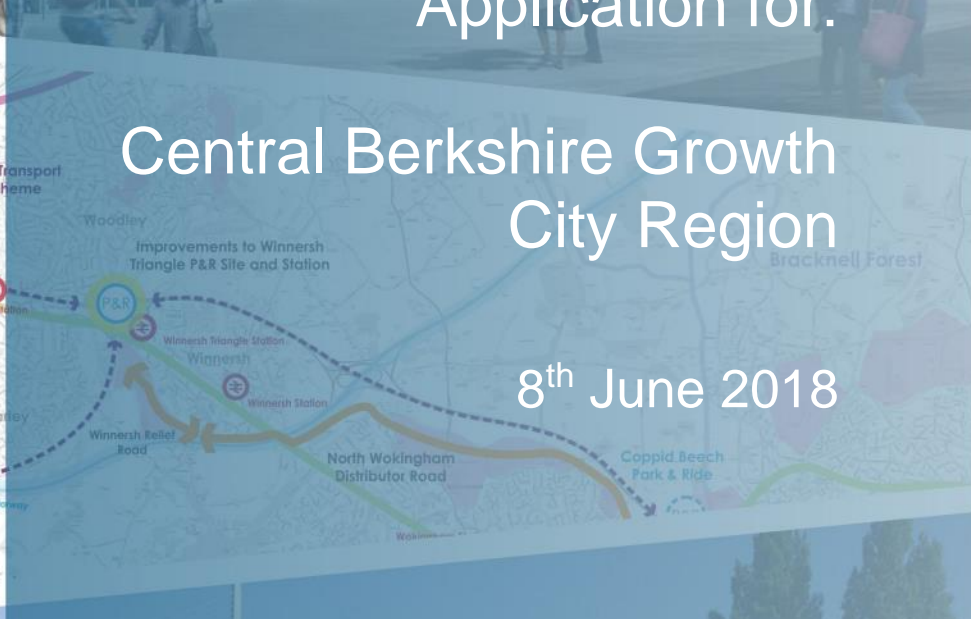 Application for:
Central Berkshire Growth
City Region
8th June 2018
Transport
Woodley
Improvements to Winnersh
Triangle P&R Site and Station
Bracknell Forest
P&R
Winnersh Triangle Station
Winnersh
Winnersh Station
Winnersh Relief
Road
North Wokingham
Distributor Road
Coppid Beech
Park & Ride